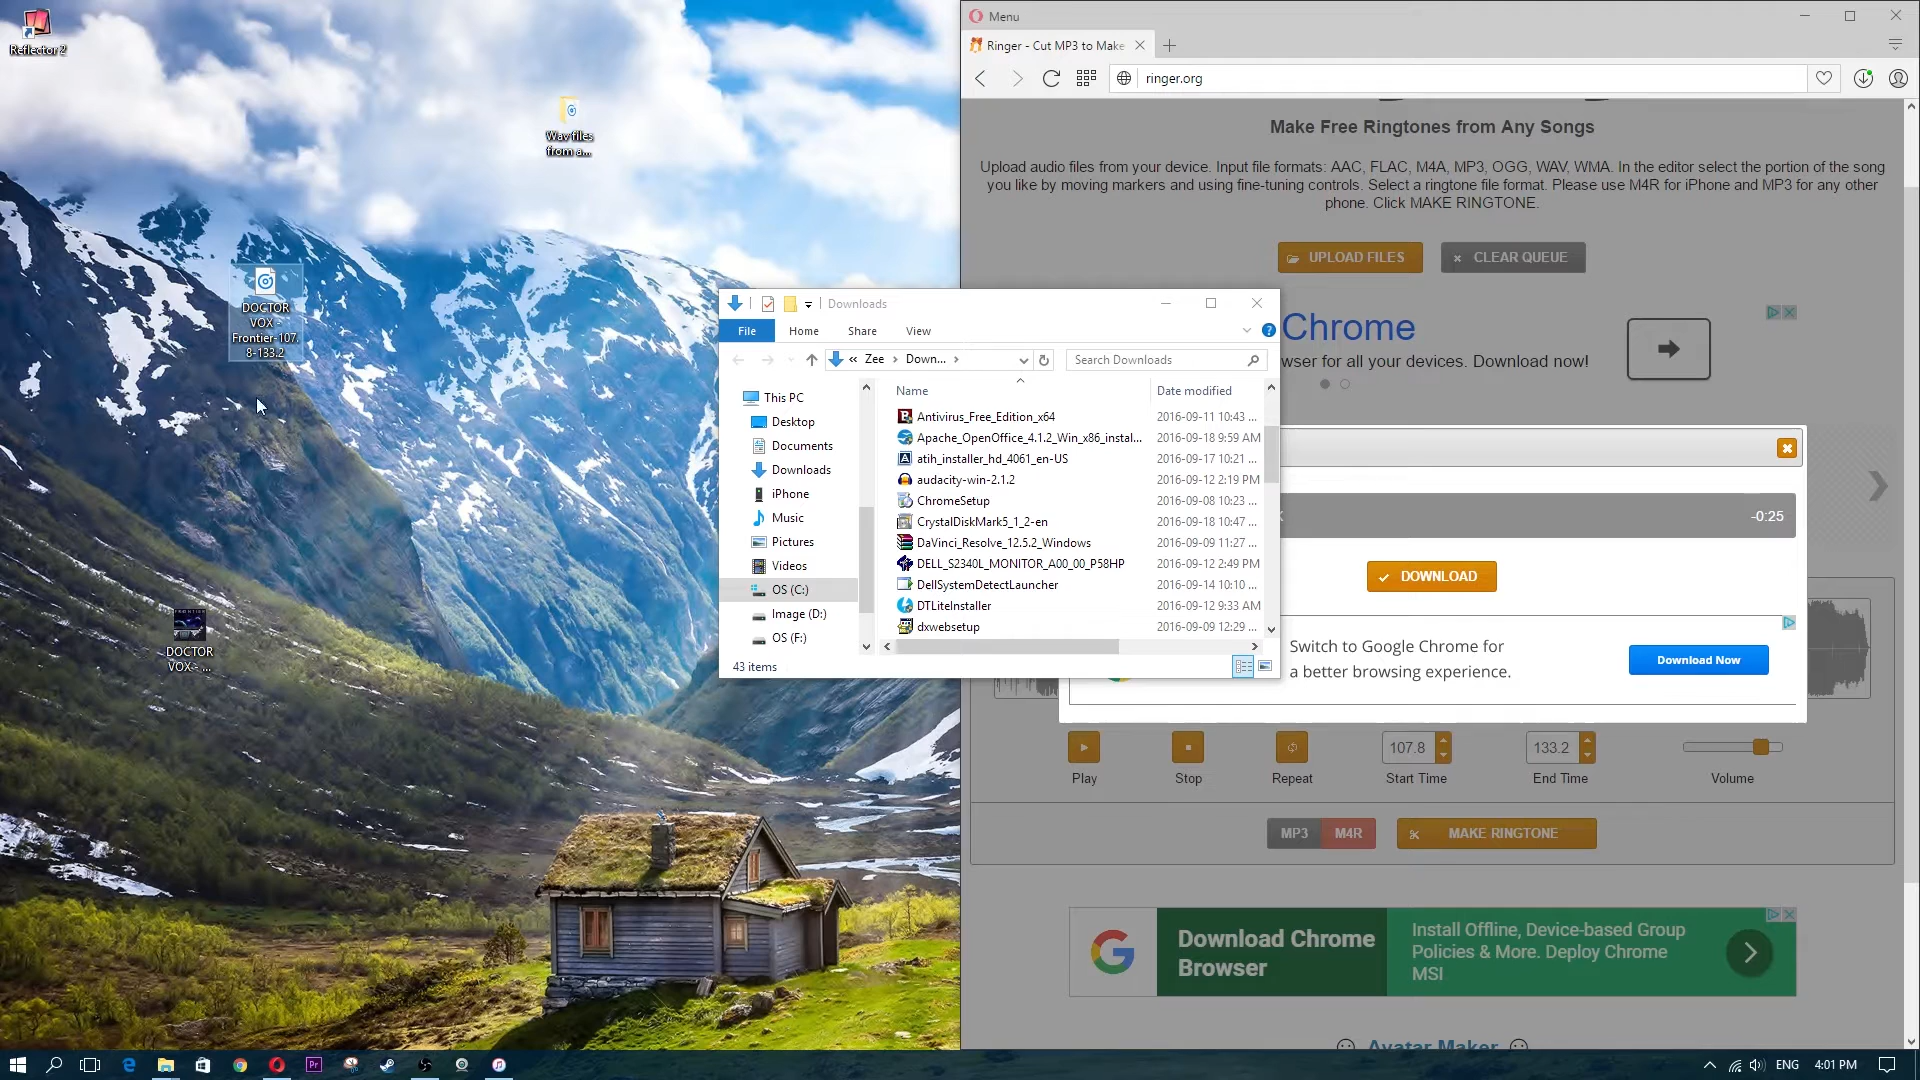 Reflector 2
Wav files
from a...
DOCTOR
VOX -
Frontier-107.
8-133.2
DOCTOR
VOX - ...
Menu
Ringer - Cut MP3 to Make
ringer.org
Make Free Ringtones from Any Songs
Upload audio files from your device. Input file formats: AAC, FLAC, M4A, MP3, OGG, WAV, WMA. In the editor select the portion of the song
you like by moving markers and using fine-tuning controls. Select a ringtone file format. Please use M4R for iPhone and MP3 for any other
phone. Click MAKE RINGTONE.
UPLOAD FILES
CLEAR QUEUE
Chrome
wser for all your devices. Download now!
Downloads
File
Home
Share
View
« Zee > Down... >
Search Downloads
This PC
Desktop
Documents
Downloads
iPhone
Music
Pictures
Videos
OS (C:)
Image (D:)
OS (F:)
Name
Date modified
Antivirus_Free_Edition_x64 2016-09-11 10:43 ...
Apache_OpenOffice_4.1.2_Win_x86_instal... 2016-09-18 9:59 AM
atih_installer_hd_4061_en-US 2016-09-17 10:21 ...
audacity-win-2.1.2 2016-09-12 2:19 PM
ChromeSetup 2016-09-08 10:23 ...
CrystalDiskMark5_1_2-en 2016-09-18 10:47 ...
DaVinci_Resolve_12.5.2_Windows 2016-09-09 11:27 ...
DELL_S2340L_MONITOR_A00_00_P58HP 2016-09-12 2:49 PM
DellSystemDetectLauncher 2016-09-14 10:10 ...
DTLiteInstaller 2016-09-12 9:33 AM
dxwebsetup 2016-09-09 12:29 ...
43 items
-0:25
DOWNLOAD
Switch to Google Chrome for
a better browsing experience.
Download Now
107.8
133.2
Play
Stop
Repeat
Start Time
End Time
Volume
MP3
M4R
MAKE RINGTONE
Download Chrome
Browser
Install Offline, Device-based Group
Policies & More. Deploy Chrome
MSI
Avatar Maker
ENG
4:01 PM